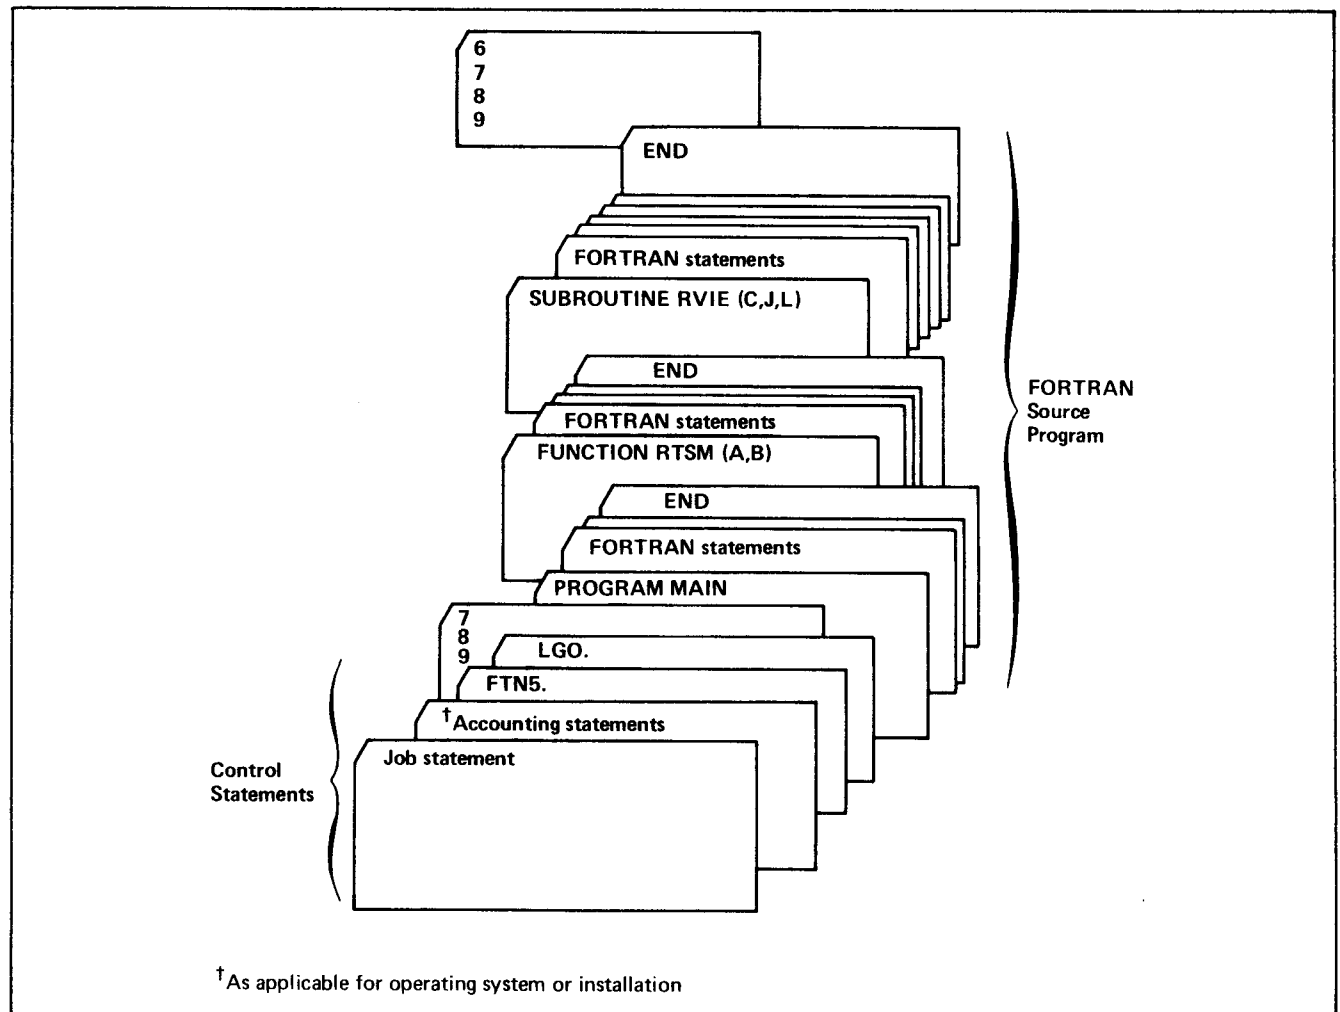 6
7
8
9
END
FORTRAN statements
SUBROUTINE RVIE (C,J,L)
END
FORTRAN statements
FUNCTION RTSM (A,B)
END
FORTRAN statements
PROGRAM MAIN
7
8
9
LGO.
FTN5.
†Accounting statements
Job statement
FORTRAN
Source
Program
Control
Statements
†As applicable for operating system or installation